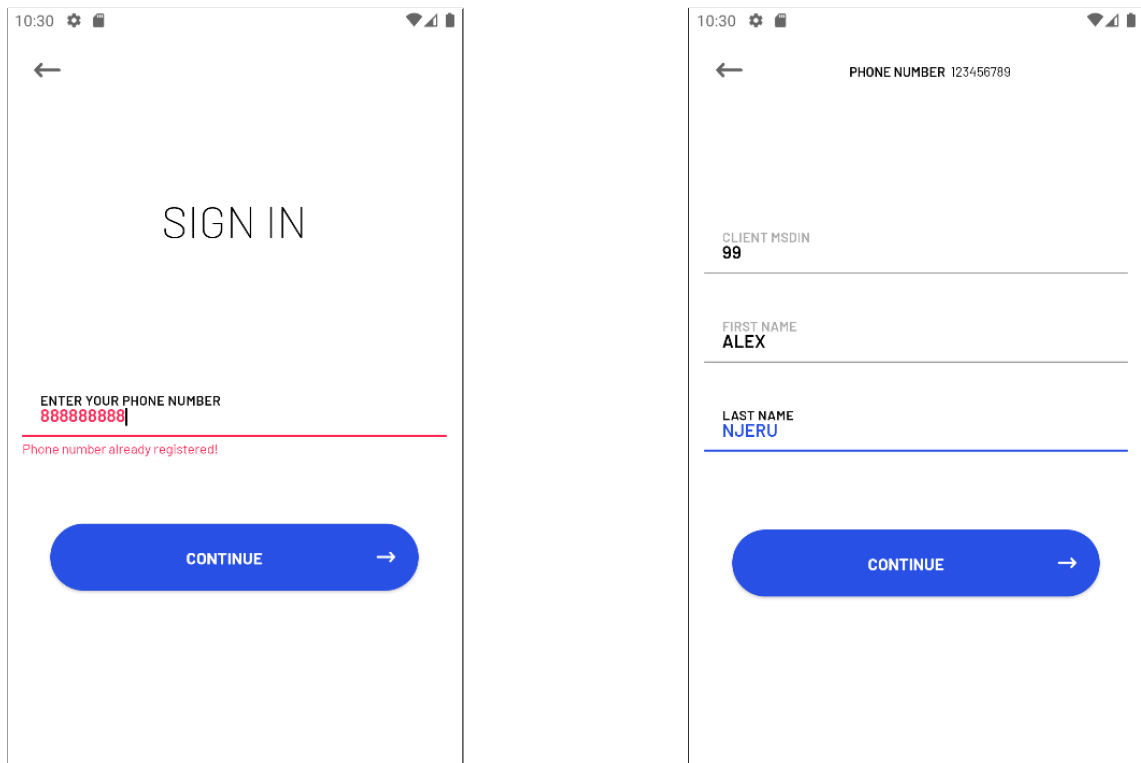 10:30
SIGN IN
ENTER YOUR PHONE NUMBER
888888888
Phone number already registered!
CONTINUE
10:30
PHONE NUMBER 123456789
CLIENT MSDIN
99
FIRST NAME
ALEX
LAST NAME
NJERU
CONTINUE